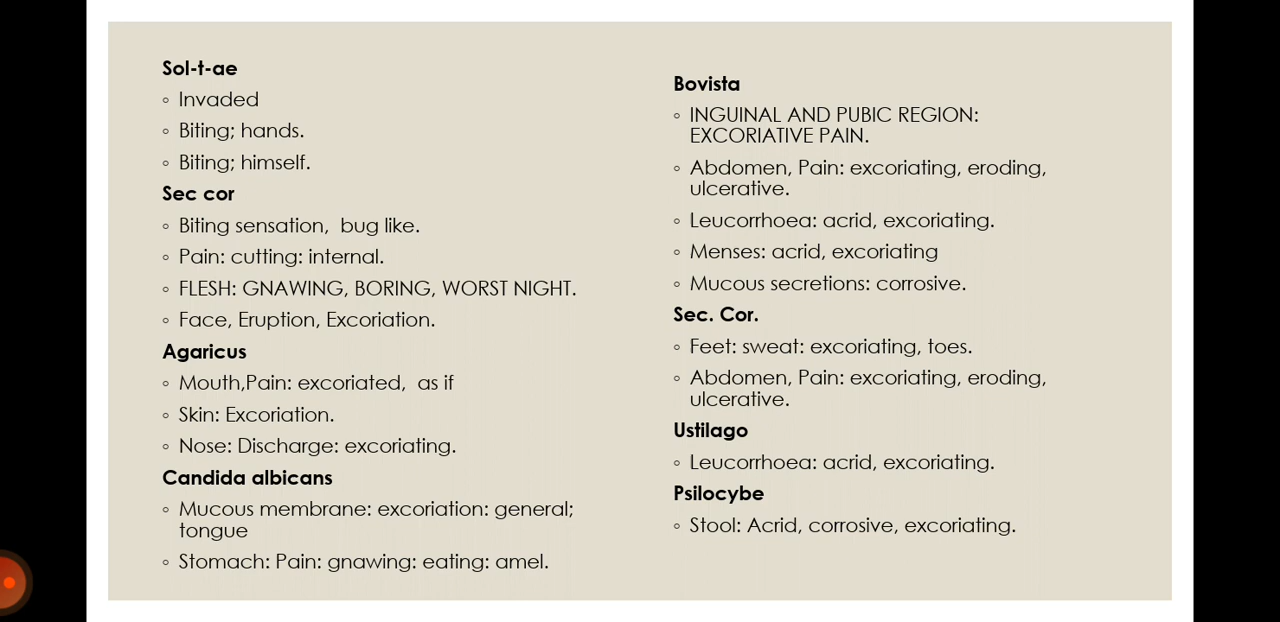 Sol-t-ae
◦ Invaded
◦ Biting; hands.
◦ Biting; himself.
Sec cor
◦ Biting sensation,  bug like.
◦ Pain: cutting: internal.
◦ FLESH: GNAWING, BORING, WORST NIGHT.
◦ Face, Eruption, Excoriation.
Agaricus
◦ Mouth,Pain: excoriated,  as if
◦ Skin: Excoriation.
◦ Nose: Discharge: excoriating.
Candida albicans
◦ Mucous membrane: excoriation: general;
tongue
◦ Stomach: Pain: gnawing: eating: amel.
Bovista
◦ INGUINAL AND PUBIC REGION:
EXCORIATIVE PAIN.
◦ Abdomen, Pain: excoriating, eroding,
ulcerative.
◦ Leucorrhoea: acrid, excoriating.
◦ Menses: acrid, excoriating
◦ Mucous secretions: corrosive.
Sec. Cor.
◦ Feet: sweat: excoriating, toes.
◦ Abdomen, Pain: excoriating, eroding,
ulcerative.
Ustilago
◦ Leucorrhoea: acrid, excoriating.
Psilocybe
◦ Stool: Acrid, corrosive, excoriating.